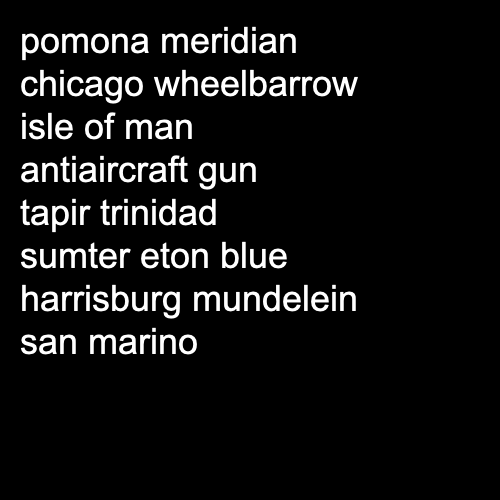 pomona meridian
chicago wheelbarrow
isle of man
antiaircraft gun
tapir trinidad
sumter eton blue
harrisburg mundelein
san marino